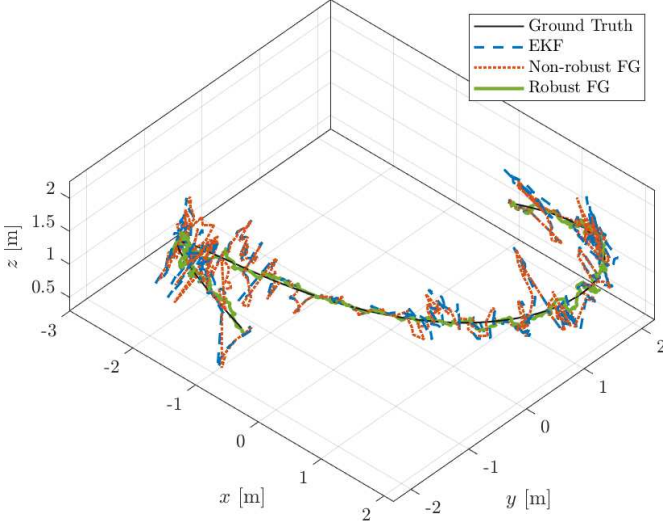 Ground Truth
EKF
Non-robust FG
Robust FG
2
1.5
1
0.5
z [m]
-3
-2
-1
0
1
2
x [m]
2
1
0
-1
-2
y [m]